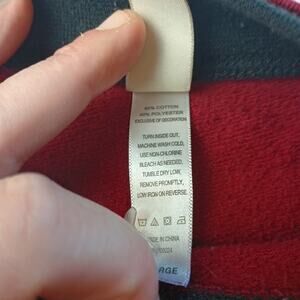 60% COTTON
40% POLYESTER
EXCLUSIVE OF DECORATION
TURN INSIDE OUT,
MACHINE WASH COLD,
USE NON-CHLORINE
BLEACH AS NEEDED,
TUMBLE DRY LOW,
REMOVE PROMPTLY,
LOW IRON ON REVERSE.
IN CHINA